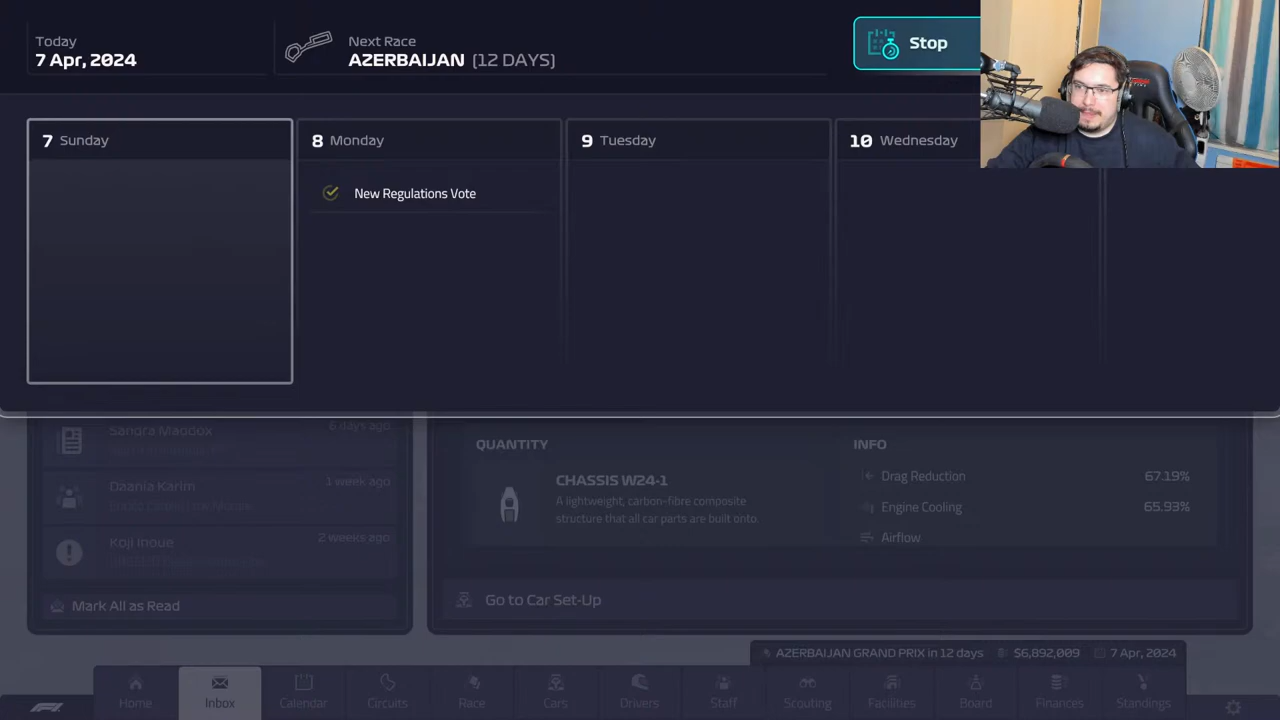 Today
7 Apr, 2024
Next Race
AZERBAIJAN (12 DAYS)
Stop
7 Sunday
8 Monday
9 Tuesday
10 Wednesday
New Regulations Vote
Sandra Maddox
6 days ago
Daania Karim
1 week ago
Koji Inoue
2 weeks ago
Mark All as Read
QUANTITY
CHASSIS W24-1
A lightweight, carbon-fibre composite
structure that all car parts are built onto.
INFO
Drag Reduction 67.19%
Engine Cooling 65.93%
Airflow
Go to Car Set-Up
AZERBAIJAN GRAND PRIX in 12 days $6,892,009 7 Apr, 2024
Home Inbox Calendar Circuits Race Cars Drivers Staff Scouting Facilities Board Finances Standings